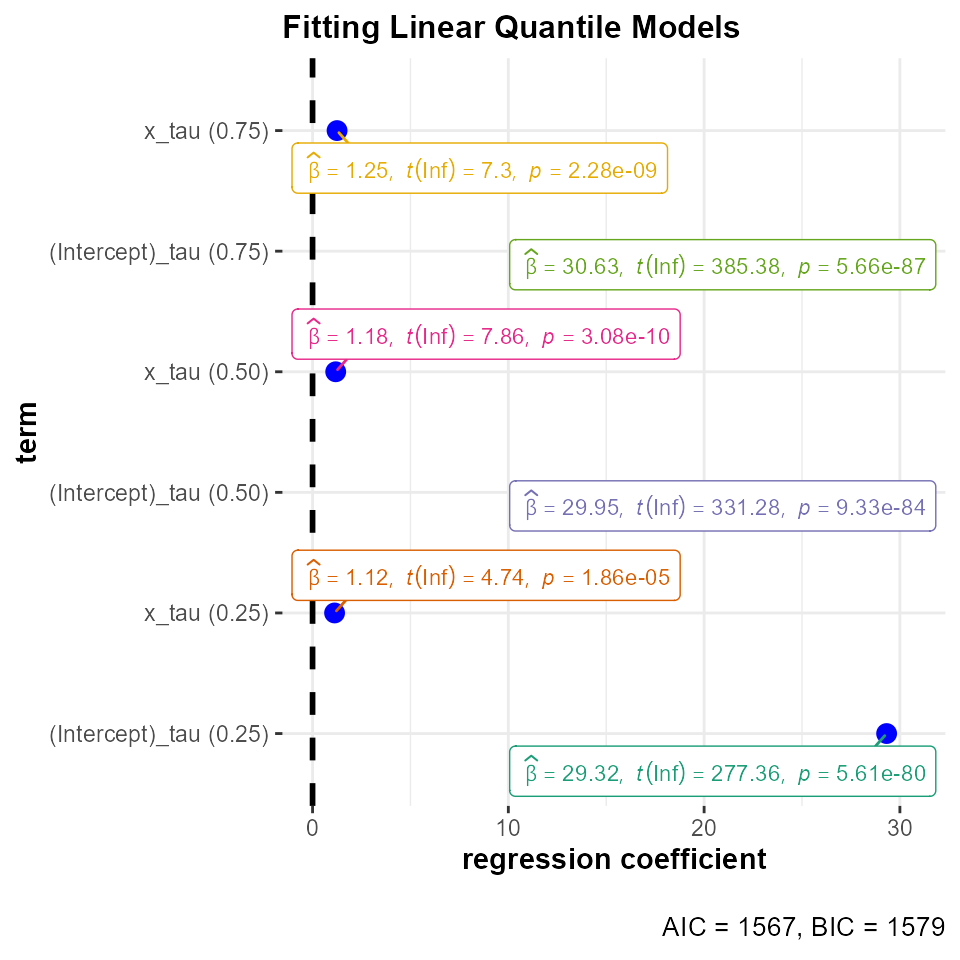 Fitting Linear Quantile Models
x_tau (0.75)
β̂ = 1.25, t(Inf) = 7.3, p = 2.28e-09
(Intercept)_tau (0.75)
β̂ = 30.63, t(Inf) = 385.38, p = 5.66e-87
β̂ = 1.18, t(Inf) = 7.86, p = 3.08e-10
x_tau (0.50)
term
(Intercept)_tau (0.50)
β̂ = 29.95, t(Inf) = 331.28, p = 9.33e-84
β̂ = 1.12, t(Inf) = 4.74, p = 1.86e-05
x_tau (0.25)
(Intercept)_tau (0.25)
β̂ = 29.32, t(Inf) = 277.36, p = 5.61e-80
0 10 20 30
regression coefficient
AIC = 1567, BIC = 1579